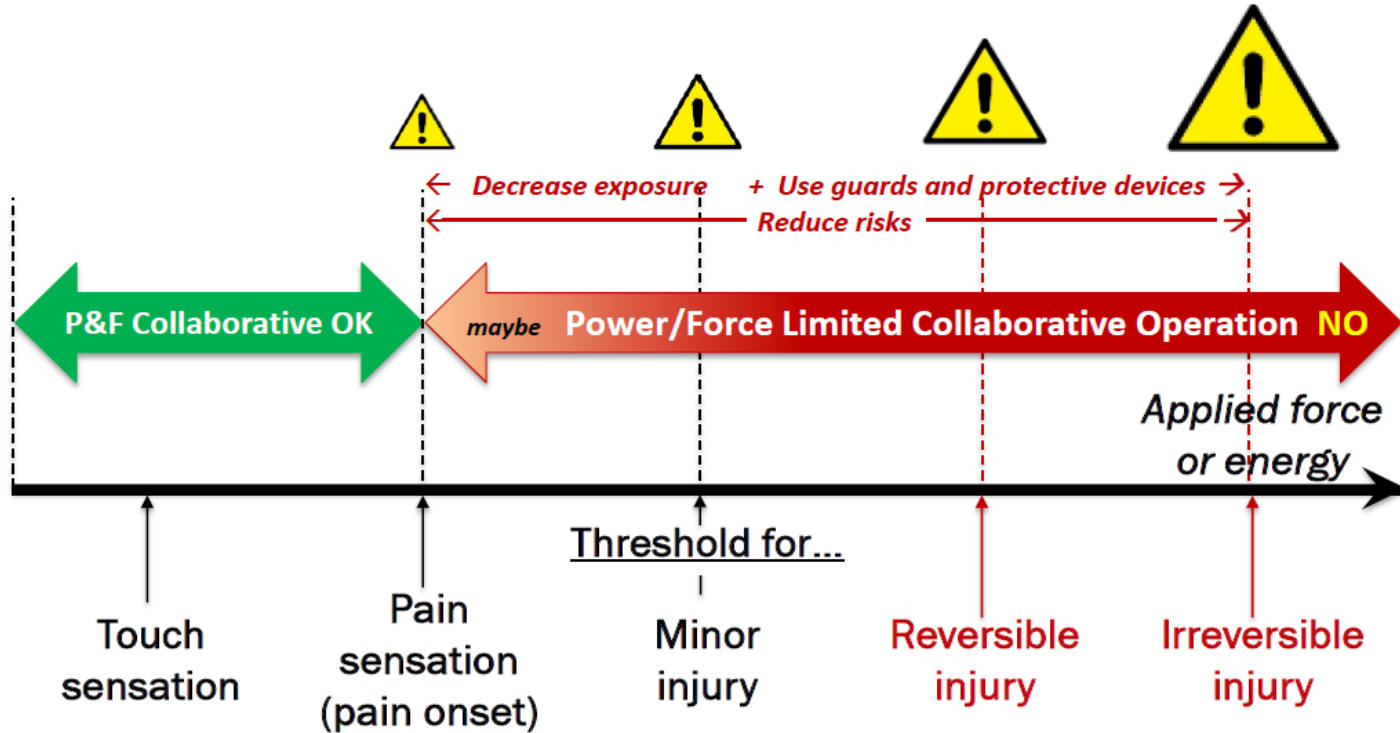 ← Decrease exposure + Use guards and protective devices →
← Reduce risks →
P&F Collaborative OK
maybe Power/Force Limited Collaborative Operation NO
Applied force
or energy
Threshold for...
Touch
sensation
Pain
sensation
(pain onset)
Minor
injury
Reversible
injury
Irreversible
injury